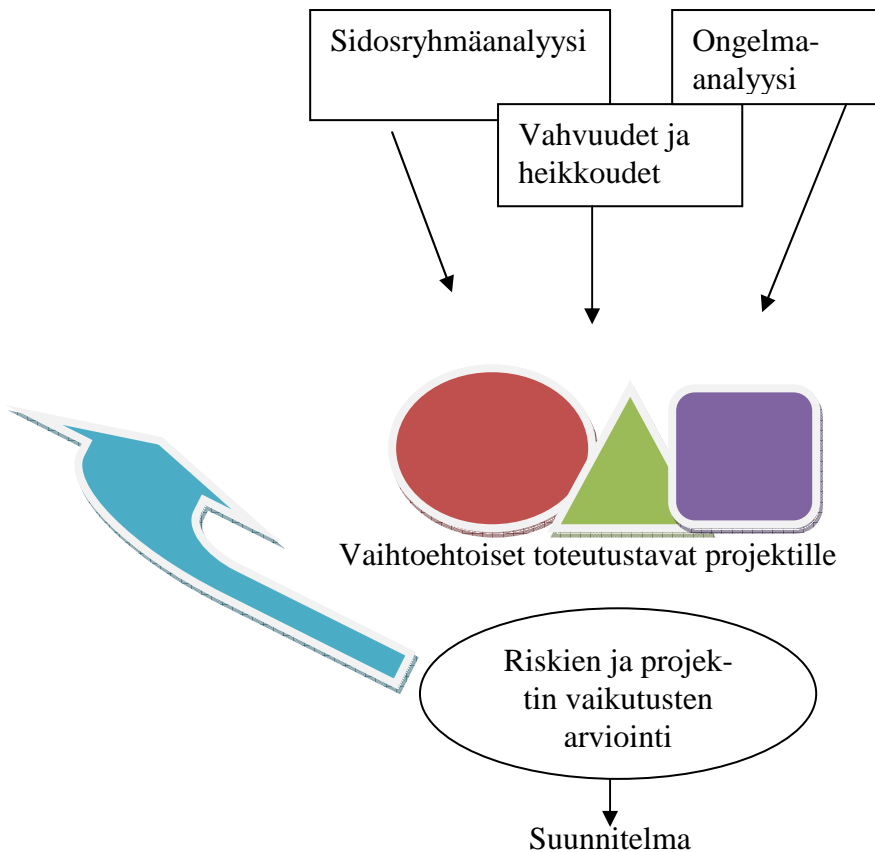 Sidosryhmäanalyysi
Ongelma-
analyysi
Vahvuudet ja
heikkoudet
Vaihtoehtoiset toteutustavat projektille
Riskien ja projek-
tin vaikutusten
arviointi
Suunnitelma